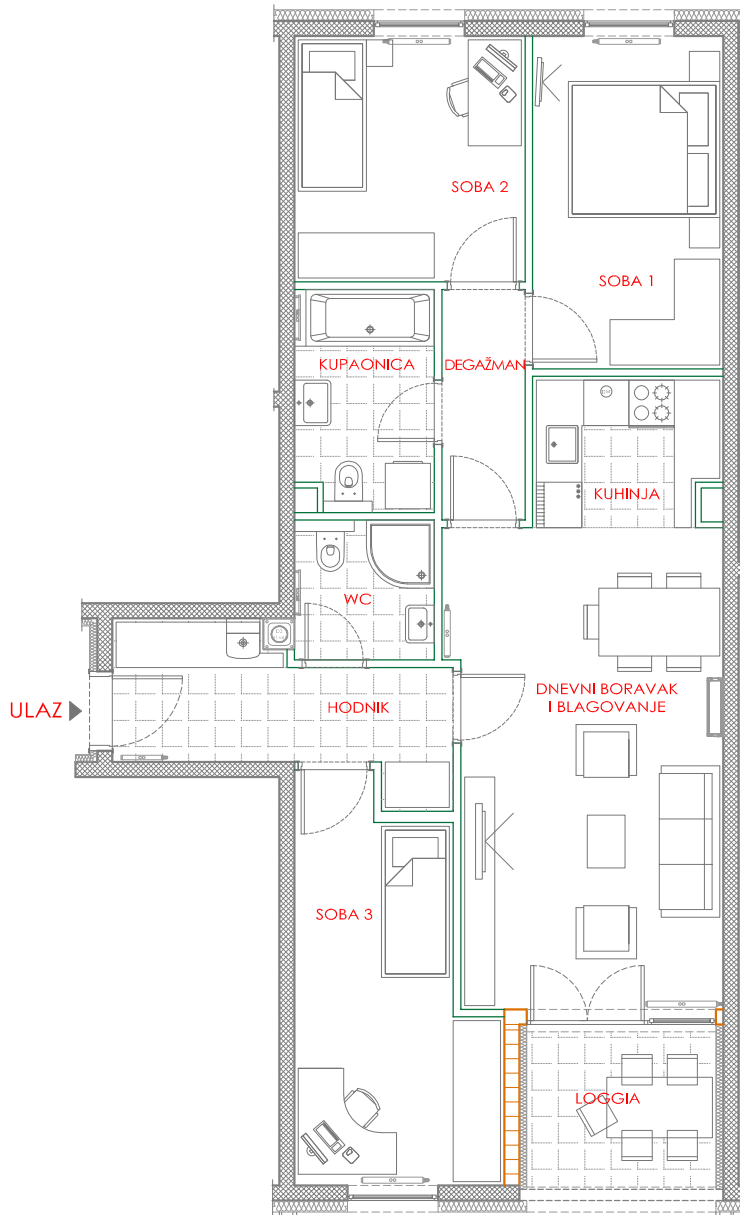 SOBA 2
SOBA 1
KUPAONICA
DEGAŽMAN
KUHINJA
WC
ULAZ
HODNIK
DNEVNI BORAVAK
I BLAGOVANJE
SOBA 3
LOGGIA